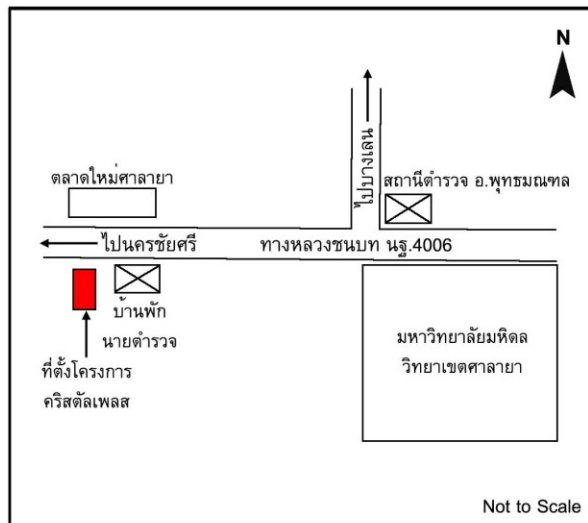 N
ไปบางเลน
ตลาดใหม่ศาลายา
สถานีตำรวจ อ.พุทธมณฑล
ไปนครชัยศรี
ทางหลวงชนบท นฐ.4006
บ้านพัก
นายตำรวจ
ที่ตั้งโครงการ
คริสตัลเพลส
มหาวิทยาลัยมหิดล
วิทยาเขตศาลายา
Not to Scale